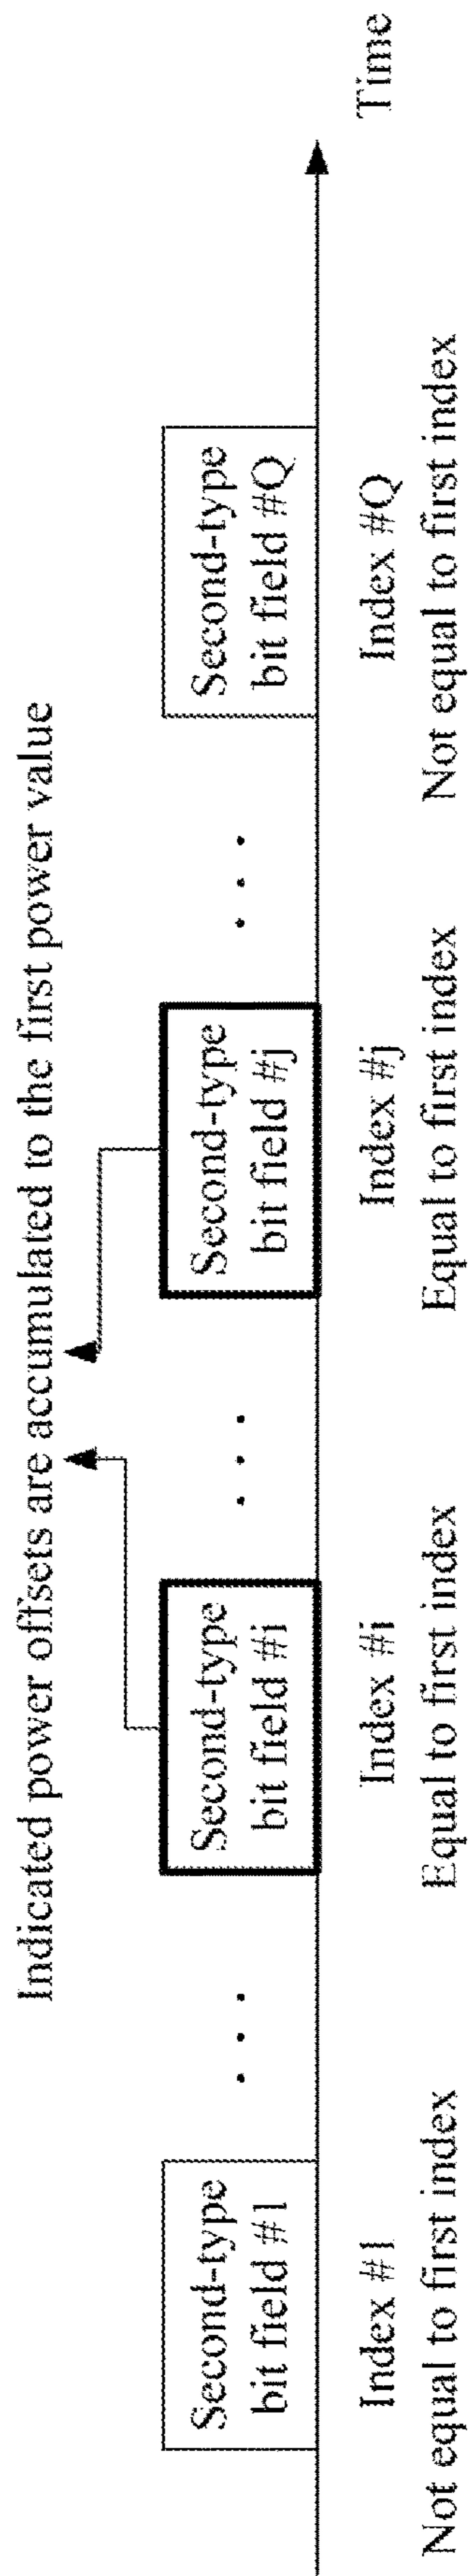 Indicated power offsets are accumulated to the first power value
Second-type
bit field #1
. . .
Second-type
bit field #i
. . .
Second-type
bit field #j
. . .
Second-type
bit field #Q
Time
Index #1
Not equal to first index
Index #i
Equal to first index
Index #j
Equal to first index
Index #Q
Not equal to first index